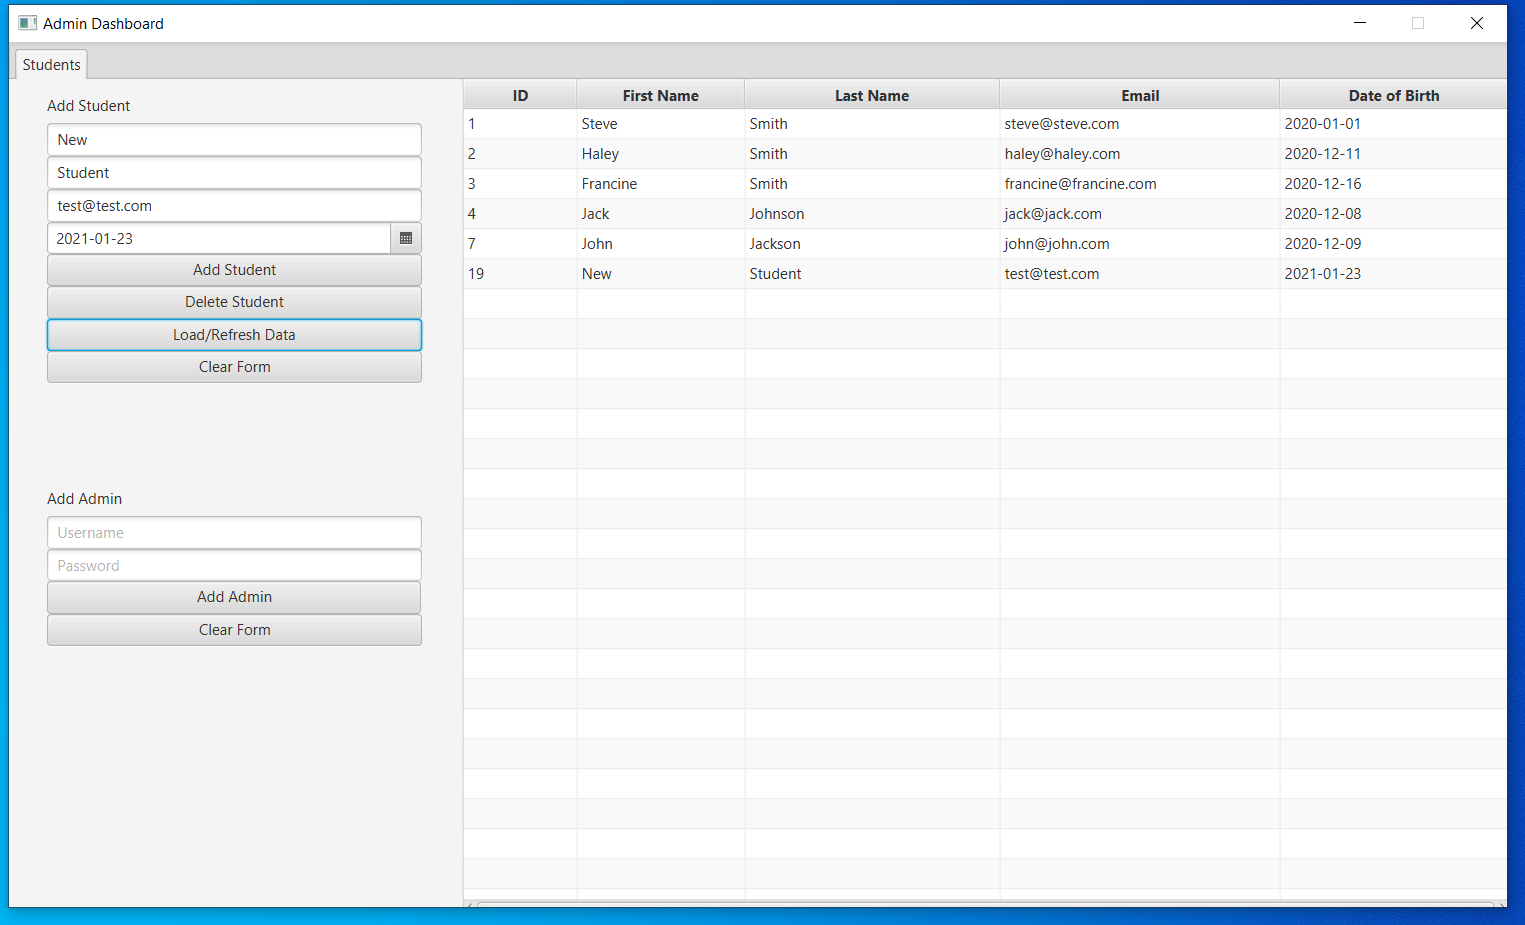 Admin Dashboard
Students
Add Student
New
Student
test@test.com
2021-01-23
Add Student
Delete Student
Load/Refresh Data
Clear Form
Add Admin
Username
Password
Add Admin
Clear Form
ID First Name Last Name Email Date of Birth
1 Steve Smith steve@steve.com 2020-01-01
2 Haley Smith haley@haley.com 2020-12-11
3 Francine Smith francine@francine.com 2020-12-16
4 Jack Johnson jack@jack.com 2020-12-08
7 John Jackson john@john.com 2020-12-09
19 New Student test@test.com 2021-01-23